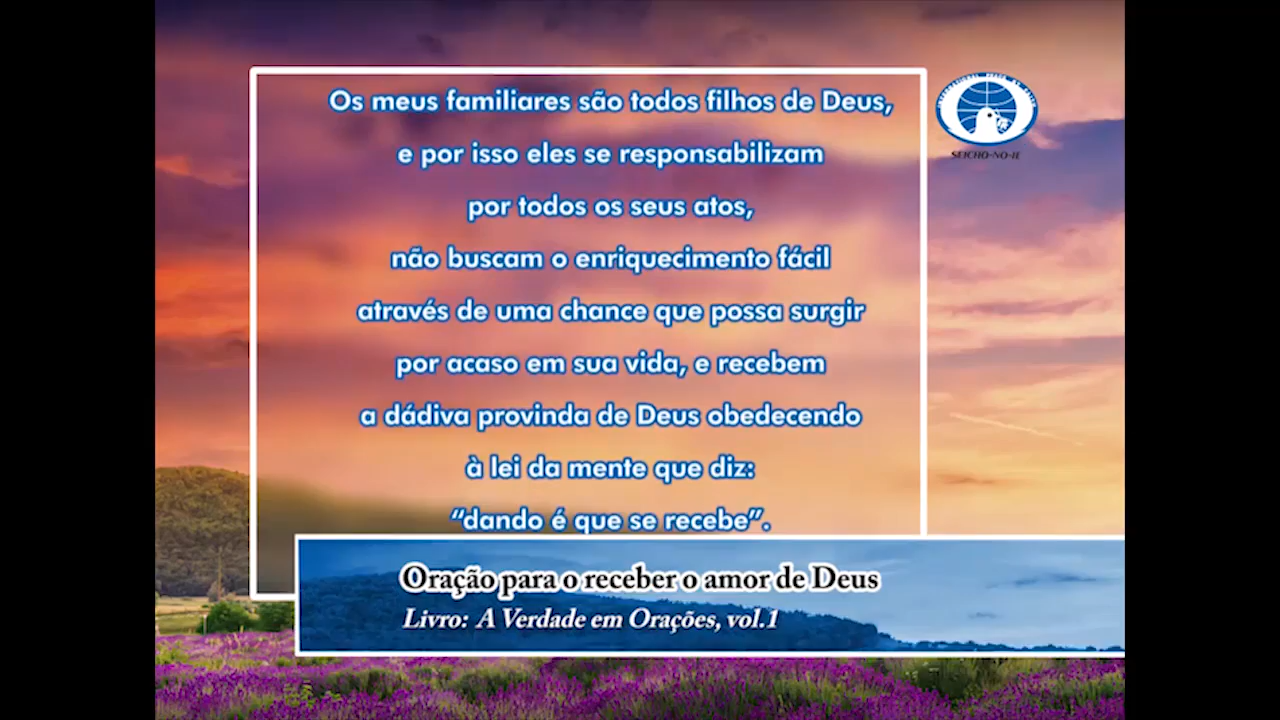 Os meus familiares são todos filhos de Deus,
e por isso eles se responsabilizam
por todos os seus atos,
não buscam o enriquecimento fácil
através de uma chance que possa surgir
por acaso em sua vida, e recebem
a dádiva provinda de Deus obedecendo
à lei da mente que diz:
“dando é que se recebe”.
SEICHO-NO-IE
Oração para o receber o amor de Deus
Livro: A Verdade em Orações, vol.1